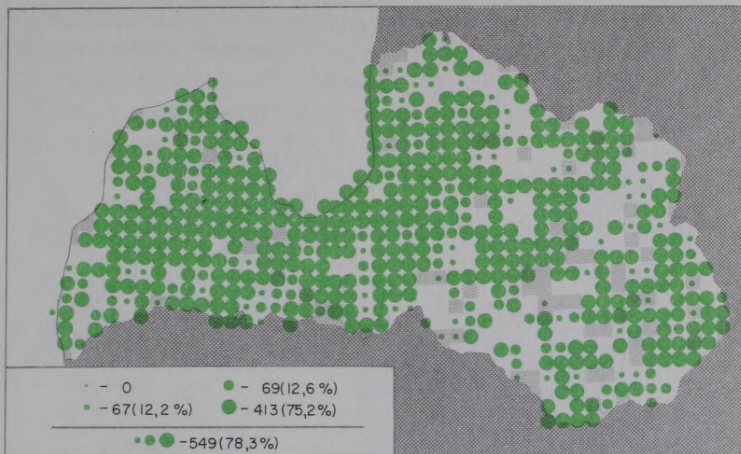 - 0
- 69 (12,6 %)
- 67 (12,2 %)
- 413 (75,2 %)
- 549 (78,3 %)